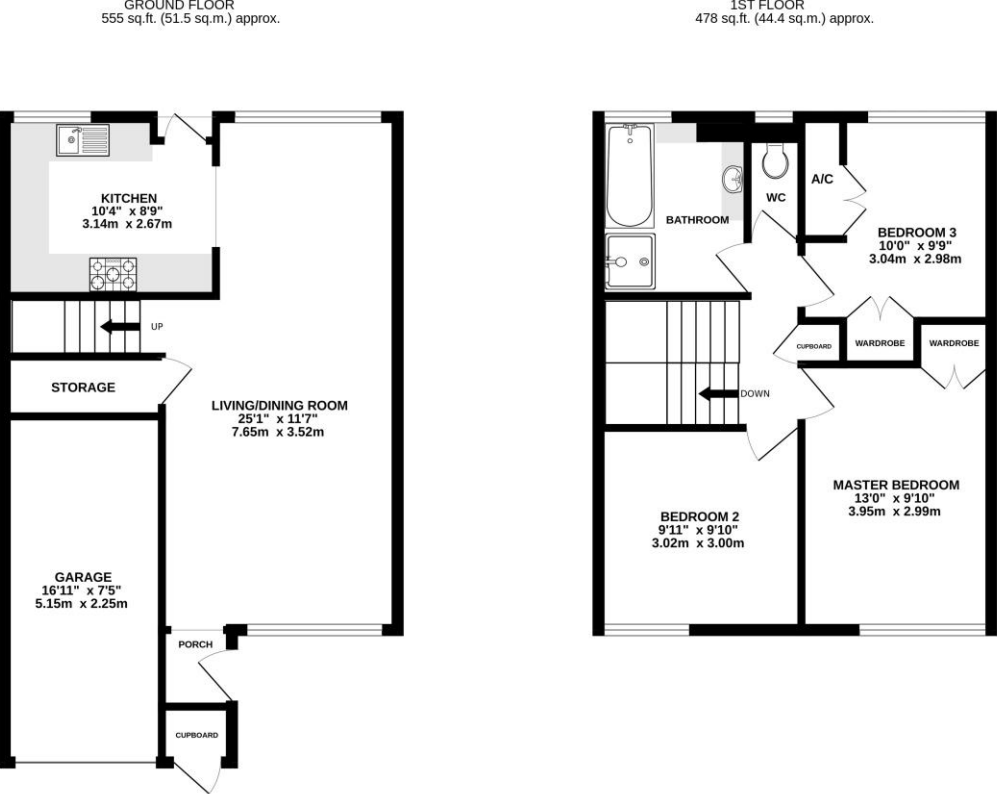 GROUND FLOOR
555 sq.ft. (51.5 sq.m.) approx.
KITCHEN
10'4" x 8'9"
3.14m x 2.67m
UP
STORAGE
LIVING/DINING ROOM
25'1" x 11'7"
7.65m x 3.52m
GARAGE
16'11" x 7'5"
5.15m x 2.25m
PORCH
CUPBOARD
1ST FLOOR
478 sq.ft. (44.4 sq.m.) approx.
BATHROOM
WC
A/C
BEDROOM 3
10'0" x 9'9"
3.04m x 2.98m
CUPBOARD
WARDROBE
WARDROBE
DOWN
MASTER BEDROOM
13'0" x 9'10"
3.95m x 2.99m
BEDROOM 2
9'11" x 9'10"
3.02m x 3.00m